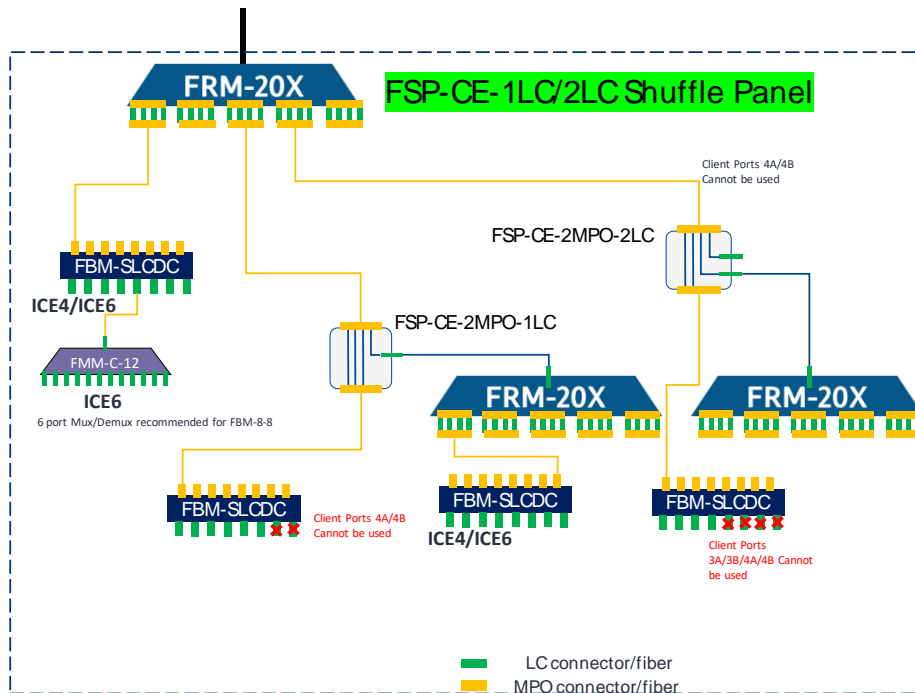 FRM-20X
FSP-CE-1LC/2LC Shuffle Panel
Client Ports 4A/4B
Cannot be used
FSP-CE-2MPO-2LC
FBM-SLCDC
ICE4/ICE6
FSP-CE-2MPO-1LC
FMM-C-12
ICE6
6 port Mux/Demux recommended for FBM-8-8
FRM-20X
FRM-20X
FBM-SLCDC
Client Ports 4A/4B
Cannot be used
FBM-SLCDC
ICE4/ICE6
FBM-SLCDC
Client Ports
3A/3B/4A/4B Cannot
be used
LC connector/fiber
MPO connector/fiber